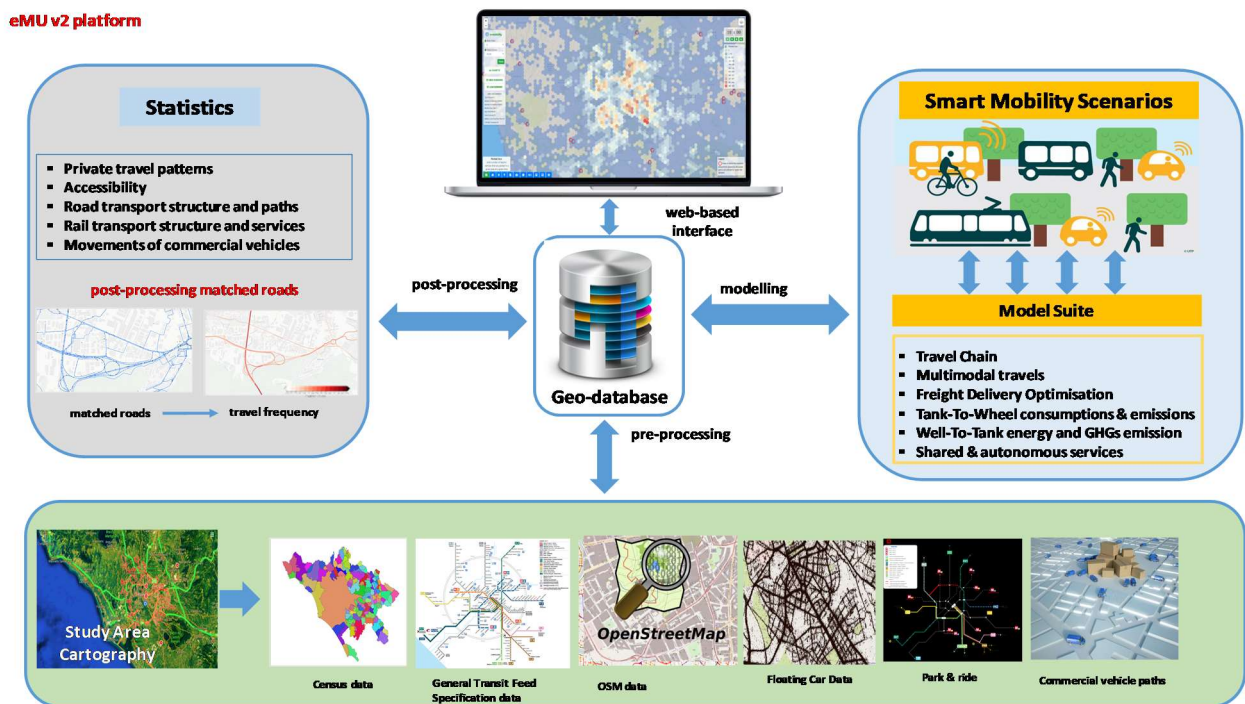 eMU v2 platform
Statistics
▪ Private travel patterns
▪ Accessibility
▪ Road transport structure and paths
▪ Rail transport structure and services
▪ Movements of commercial vehicles
post-processing matched roads
matched roads
travel frequency
web-based
interface
post-processing
modelling
Geo-database
pre-processing
Smart Mobility Scenarios
Model Suite
▪ Travel Chain
▪ Multimodal travels
▪ Freight Delivery Optimisation
▪ Tank-To-Wheel consumptions & emissions
▪ Well-To-Tank energy and GHGs emission
▪ Shared & autonomous services
Study Area
Cartography
Census data
General Transit Feed
Specification data
OpenStreetMap
OSM data
Floating Car Data
Park & ride
Commercial vehicle paths